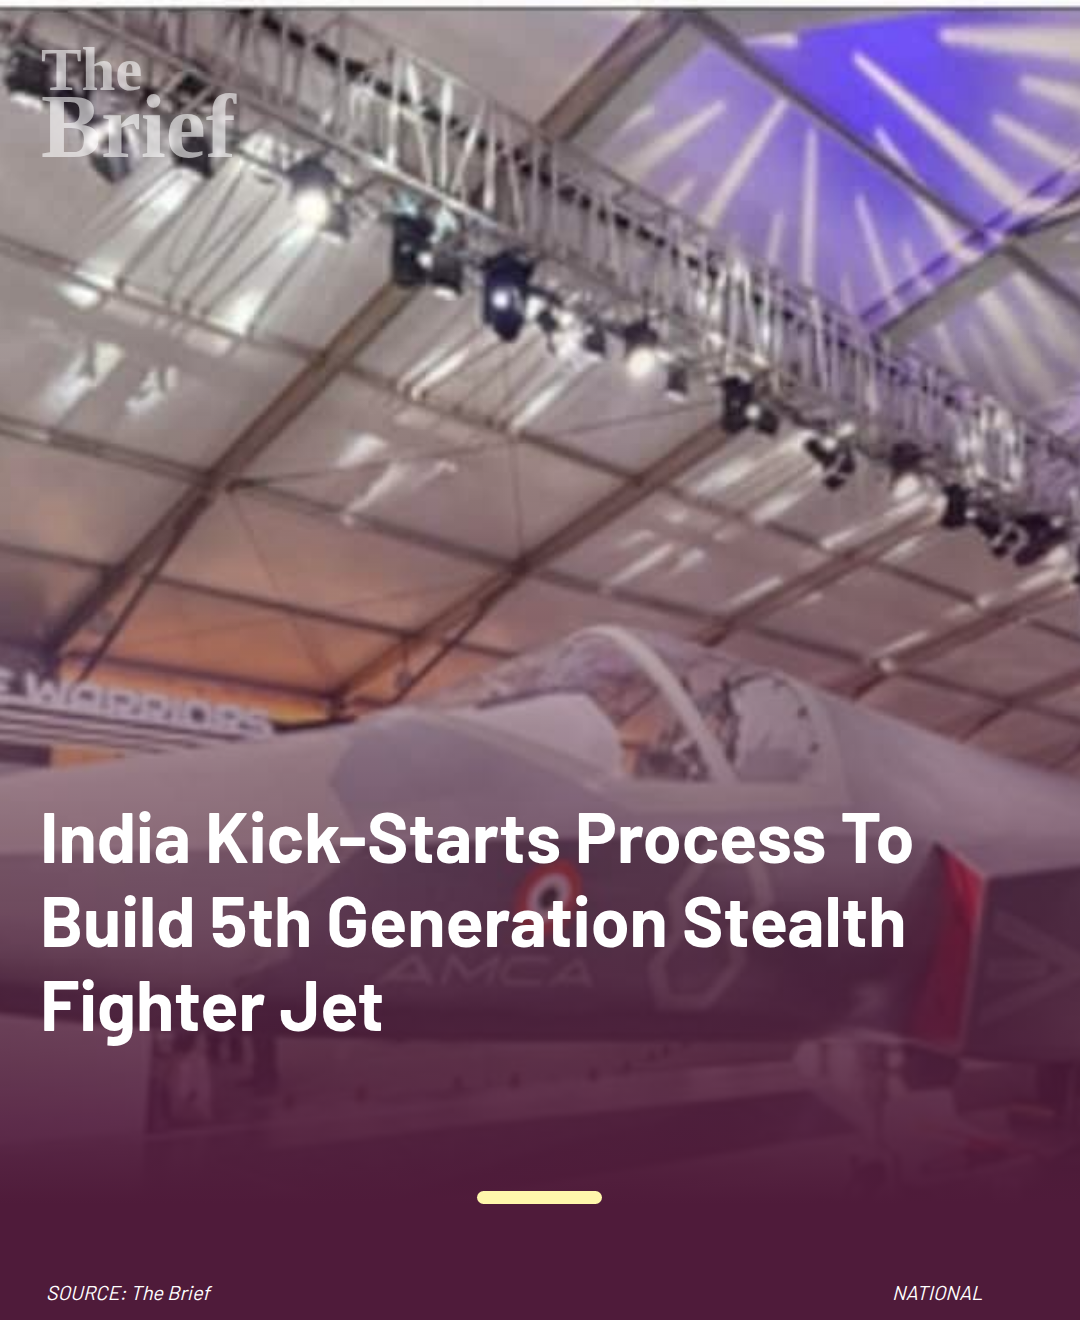 The
Brief
WARRIORS
India Kick-Starts Process To
Build 5th Generation Stealth
Fighter Jet
AMCA
SOURCE: The Brief
NATIONAL